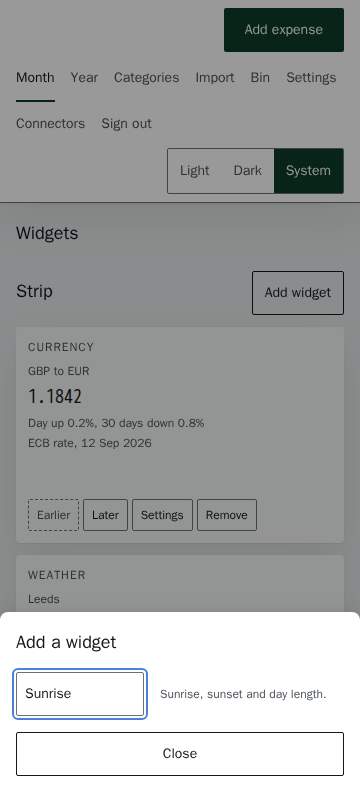 Add expense
Month Year Categories Import Bin Settings
Connectors Sign out
Light Dark System
Widgets
Strip Add widget
CURRENCY
GBP to EUR
1.1842
Day up 0.2%, 30 days down 0.8%
ECB rate, 12 Sep 2026
Earlier Later Settings Remove
WEATHER
Leeds
Add a widget
Sunrise Sunrise, sunset and day length.
Close